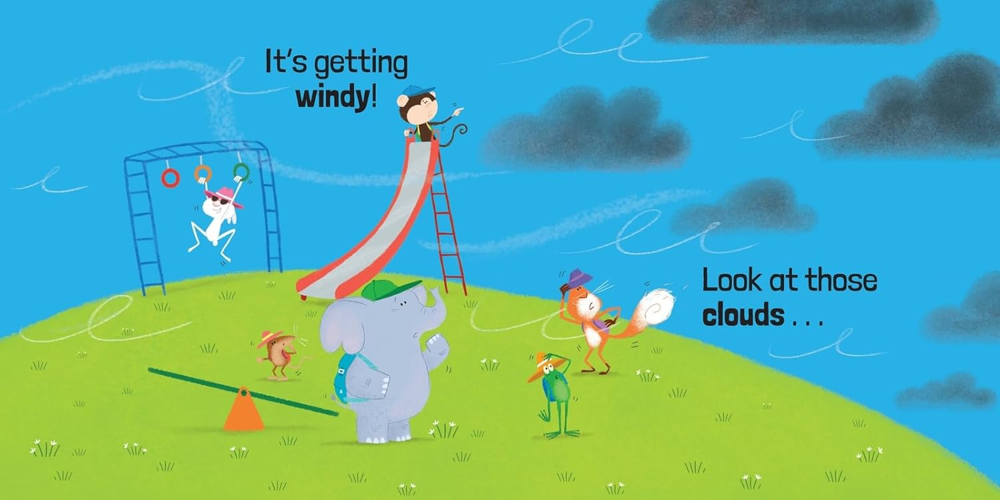 It's getting
windy!
Look at those
clouds . . .